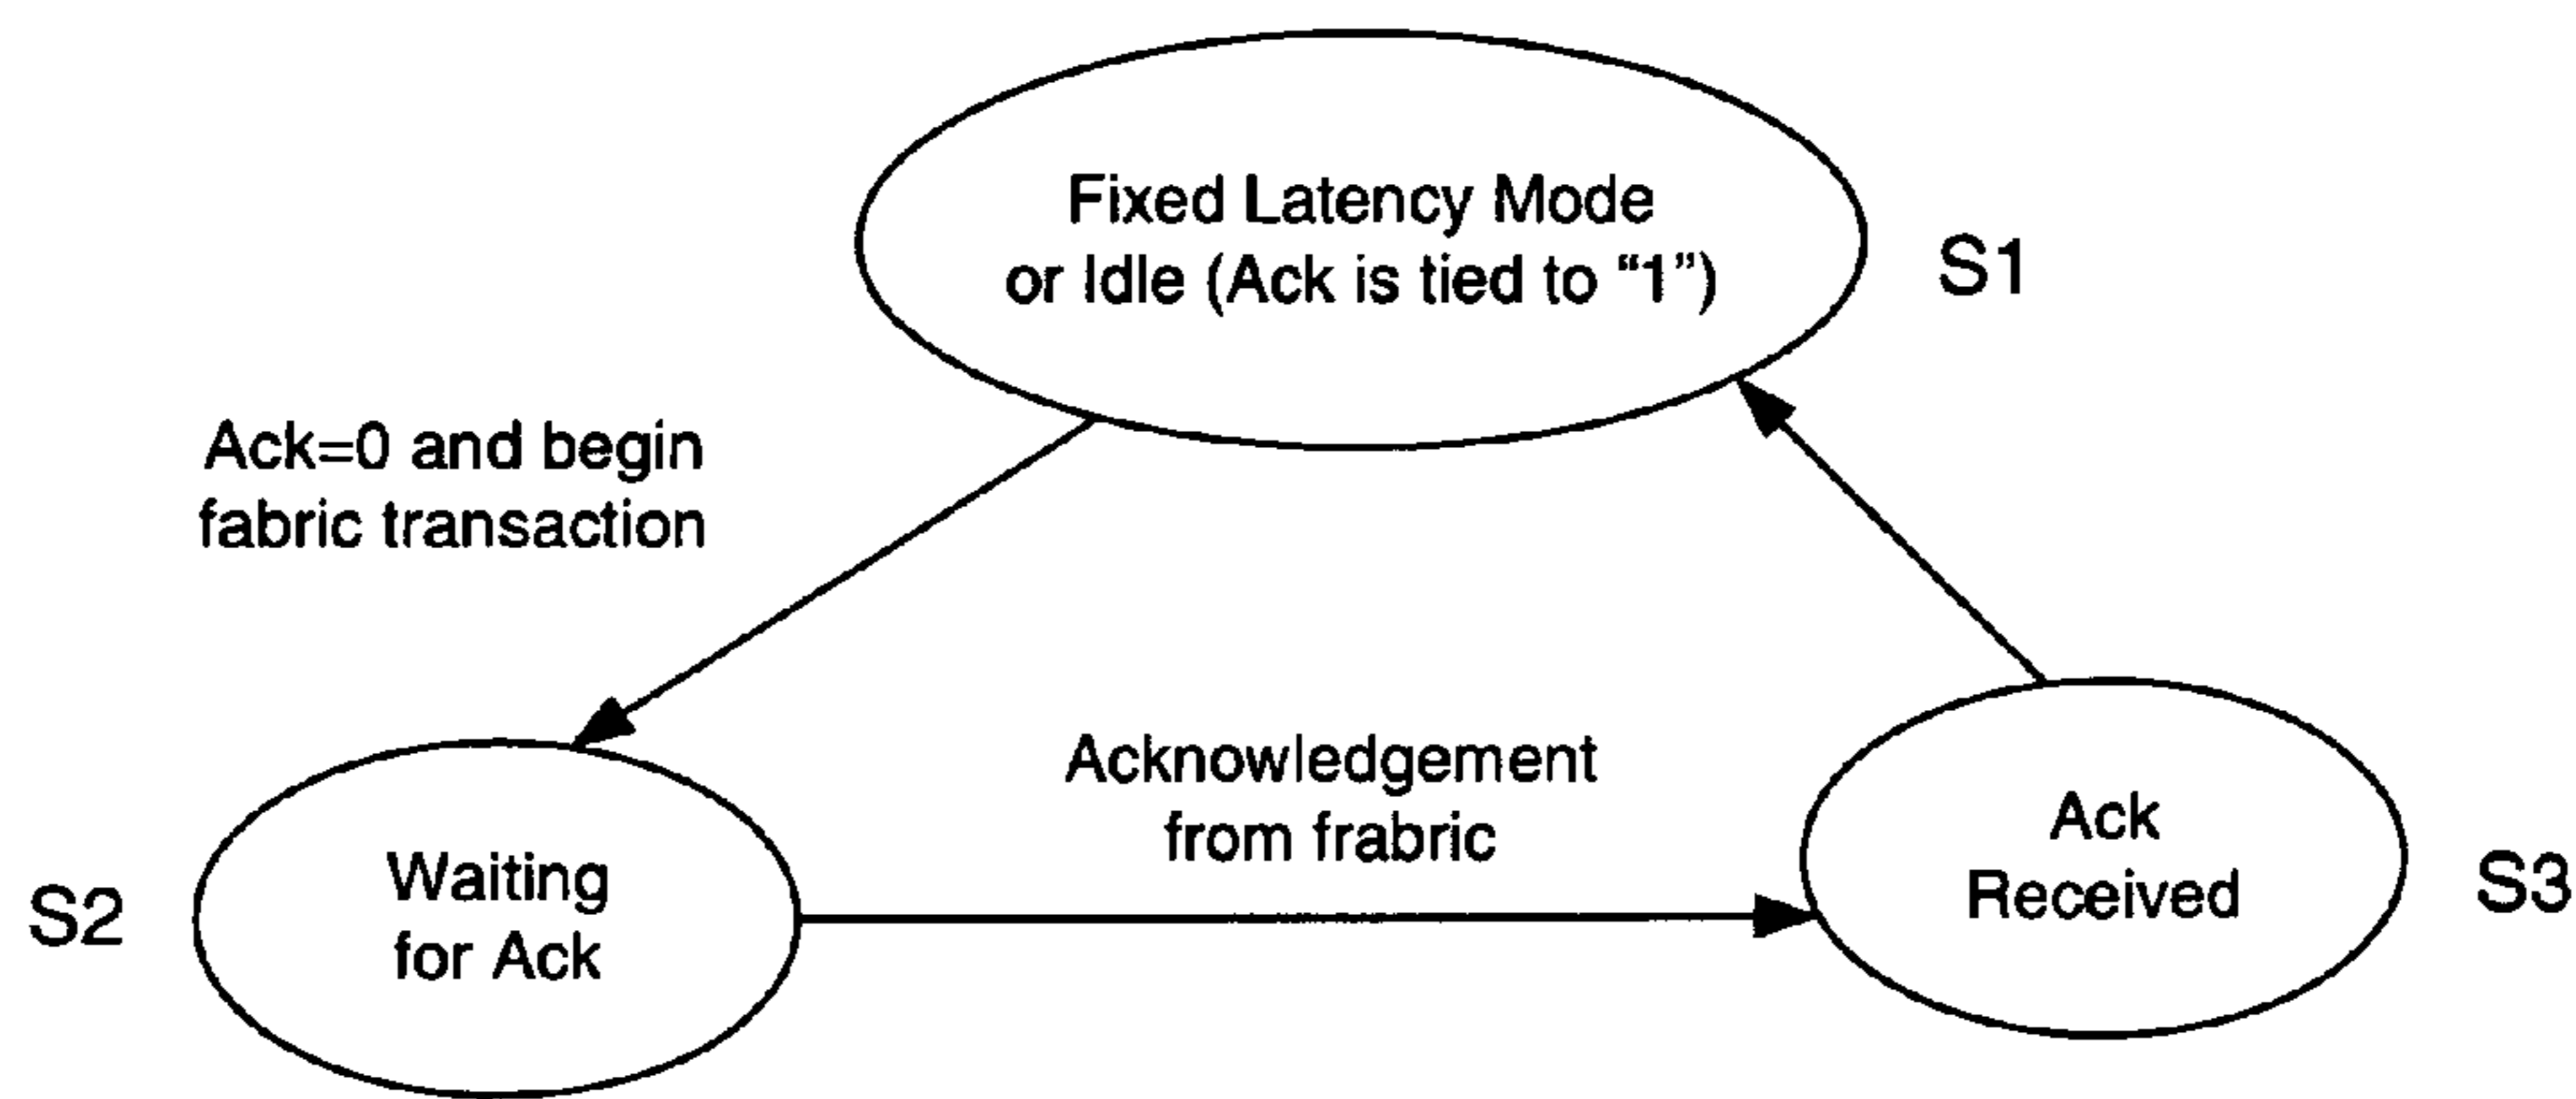 Fixed Latency Mode
or Idle (Ack is tied to “1”)
S1
Ack=0 and begin
fabric transaction
Acknowledgement
from frabric
Ack
Received
S3
Waiting
for Ack
S2